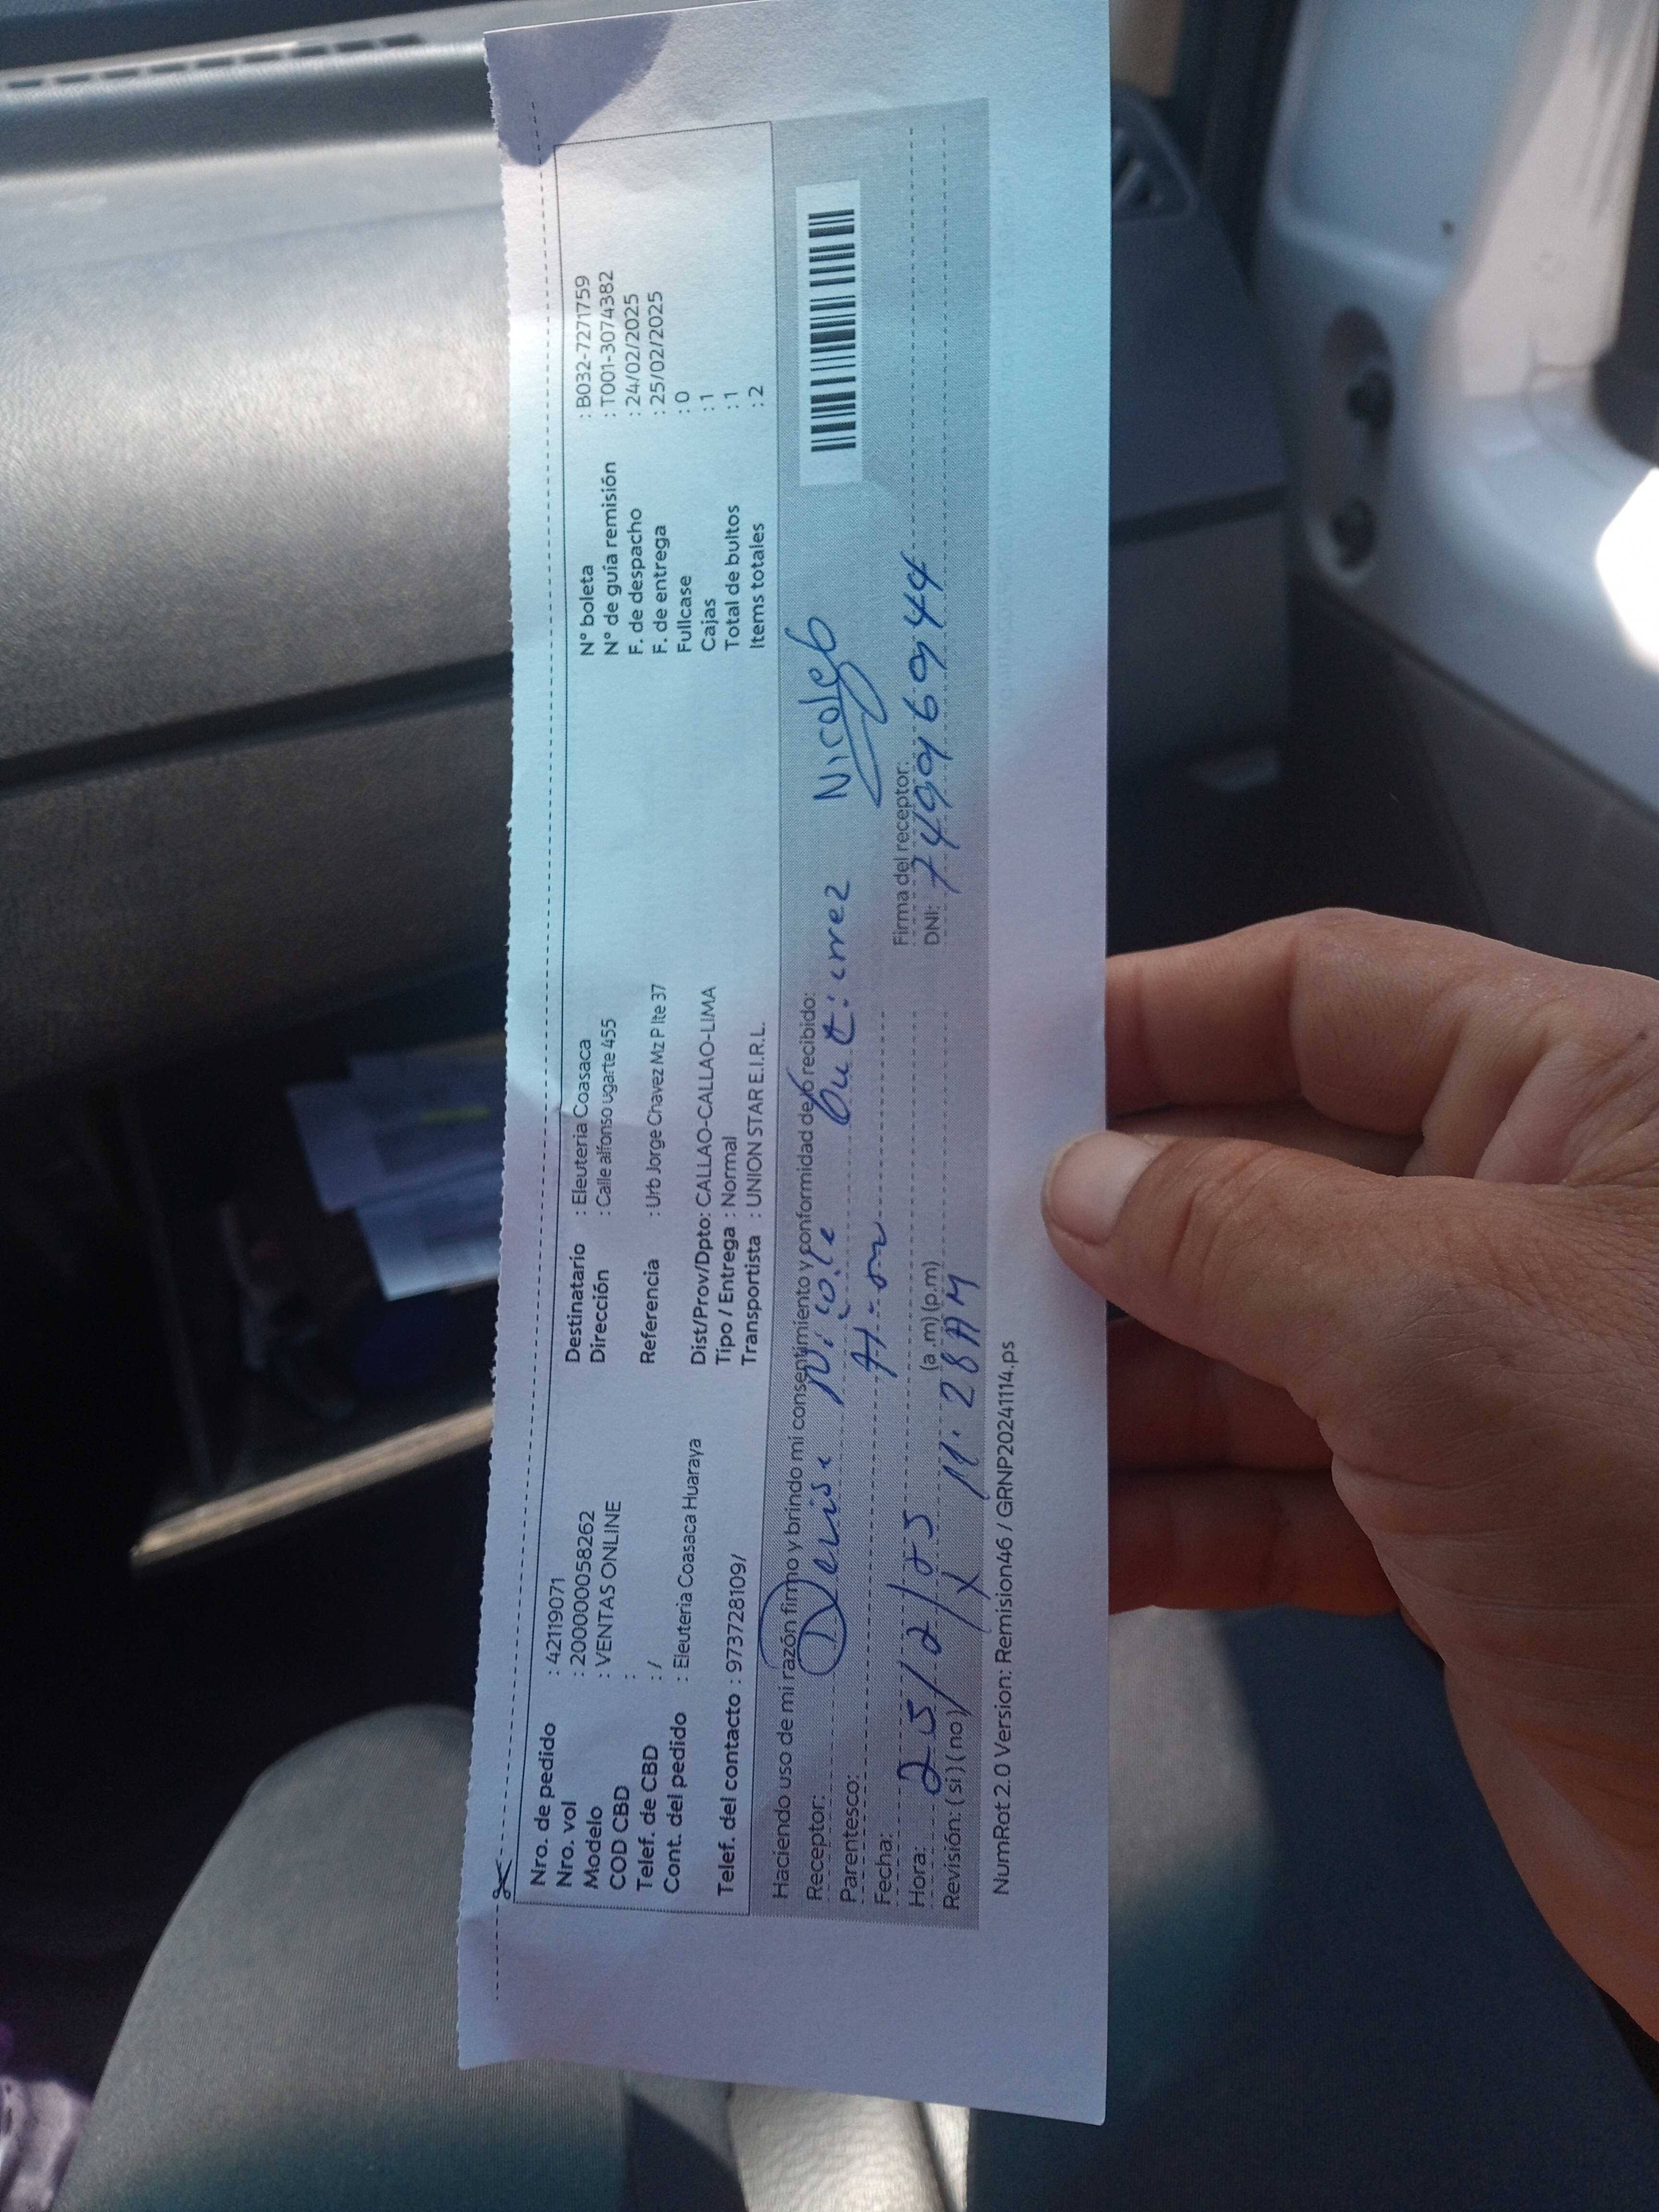 Nro. de pedido : 42119071
Nro. vol : 200000058262
Modelo : VENTAS ONLINE
COD CBD :
Telef. de CBD : /
Cont. del pedido : Eleuteria Coasaca Huaraya
Telef. del contacto : 973728109/
Destinatario : Eleuteria Coasaca
Dirección : Calle alfonso ugarte 455
Referencia : Urb Jorge Chavez Mz P lte 37
Dist/Prov/Dpto: CALLAO-CALLAO-LIMA
Tipo / Entrega : Normal
Transportista : UNION STAR E.I.R.L.
N° boleta : B032-7271759
N° de guía remisión : T001-3074382
F. de despacho : 24/02/2025
F. de entrega : 25/02/2025
Fullcase : 0
Cajas : 1
Total de bultos : 1
Items totales : 2
Haciendo uso de mi razón firmo y brindo mi consentimiento y conformidad de lo recibido:
Receptor: Denise Nicole Gutierrez
Parentesco:
Fecha: 25/2/25
Hora: 11:28 AM (a.m) (p.m)
Revisión: ( si ) ( no )
Nicole G
Firma del receptor:
DNI: 74996944
NumRot 2.0 Version: Remision46 / GRNP20241114.ps